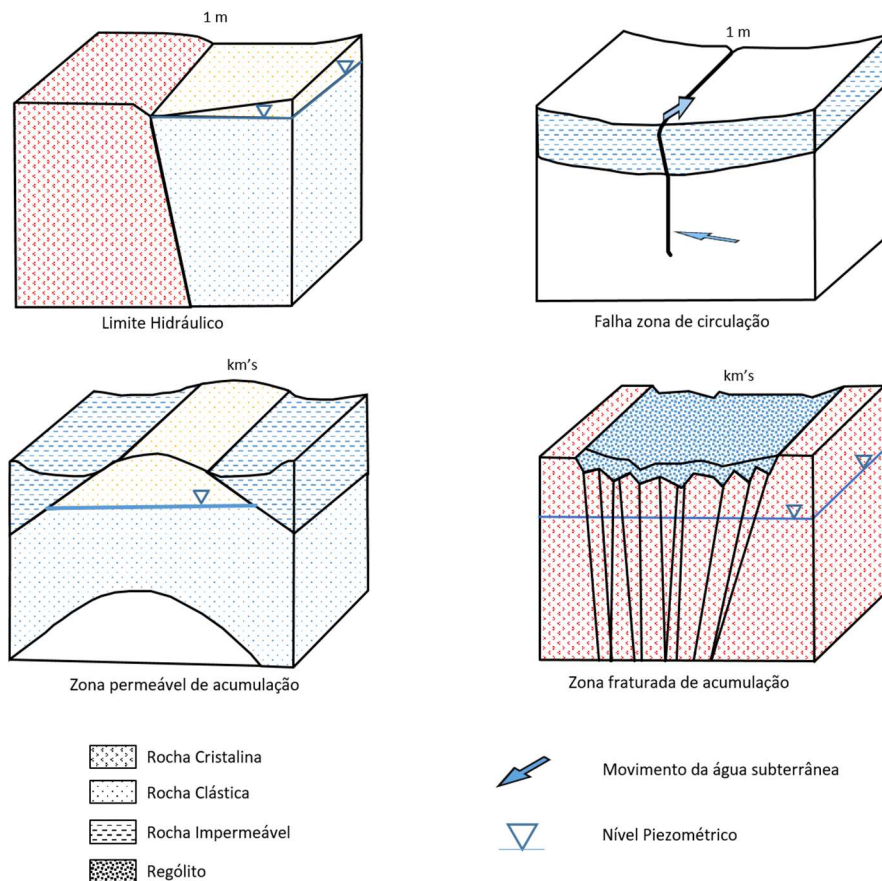 1 m
Limite Hidráulico
1 m
Falha zona de circulação
km's
Zona permeável de acumulação
km's
Zona fraturada de acumulação
Rocha Cristalina
Rocha Clástica
Rocha Impermeável
Rególito
Movimento da água subterrânea
Nível Piezométrico